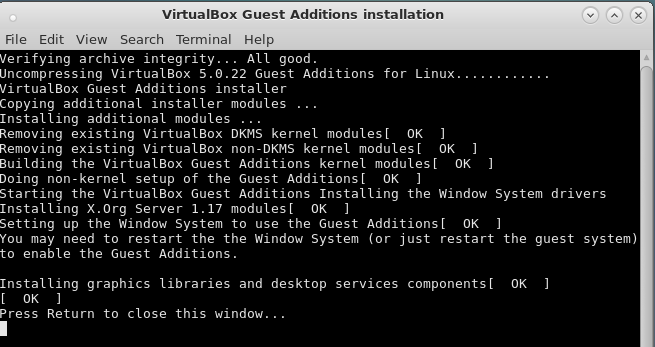 VirtualBox Guest Additions installation
File Edit View Search Terminal Help
Verifying archive integrity... All good.
Uncompressing VirtualBox 5.0.22 Guest Additions for Linux............
VirtualBox Guest Additions installer
Copying additional installer modules ...
Installing additional modules ...
Removing existing VirtualBox DKMS kernel modules[  OK  ]
Removing existing VirtualBox non-DKMS kernel modules[  OK  ]
Building the VirtualBox Guest Additions kernel modules[  OK  ]
Doing non-kernel setup of the Guest Additions[  OK  ]
Starting the VirtualBox Guest Additions Installing the Window System drivers
Installing X.Org Server 1.17 modules[  OK  ]
Setting up the Window System to use the Guest Additions[  OK  ]
You may need to restart the the Window System (or just restart the guest system)
to enable the Guest Additions.
Installing graphics libraries and desktop services components[  OK  ]
[  OK  ]
Press Return to close this window...